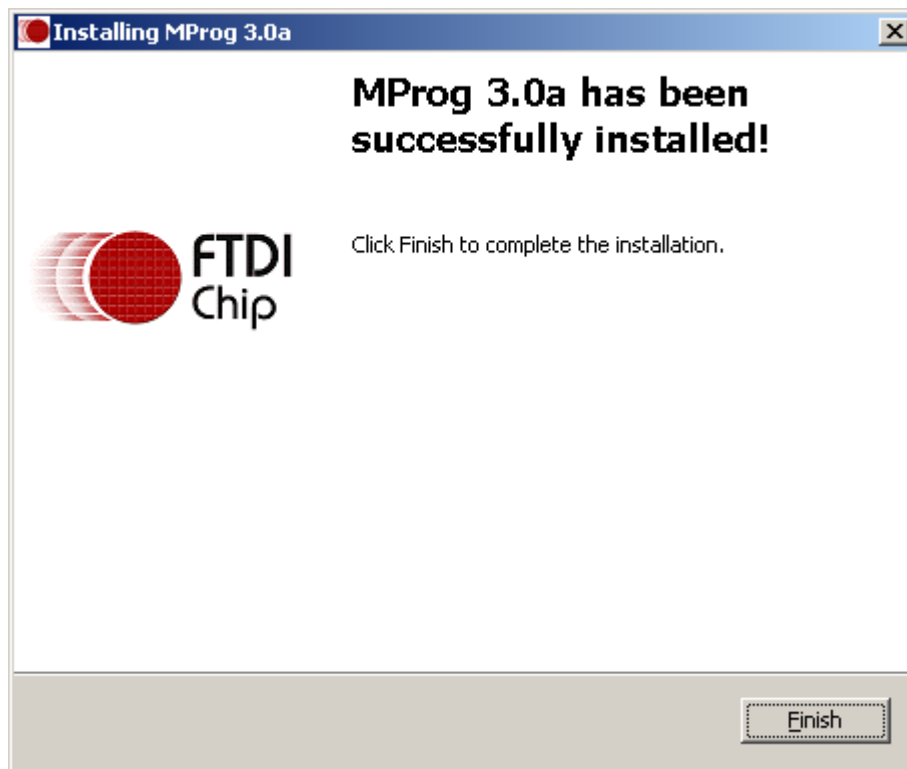 Installing MProg 3.0a
MProg 3.0a has been
successfully installed!
FTDI
Chip
Click Finish to complete the installation.
Finish